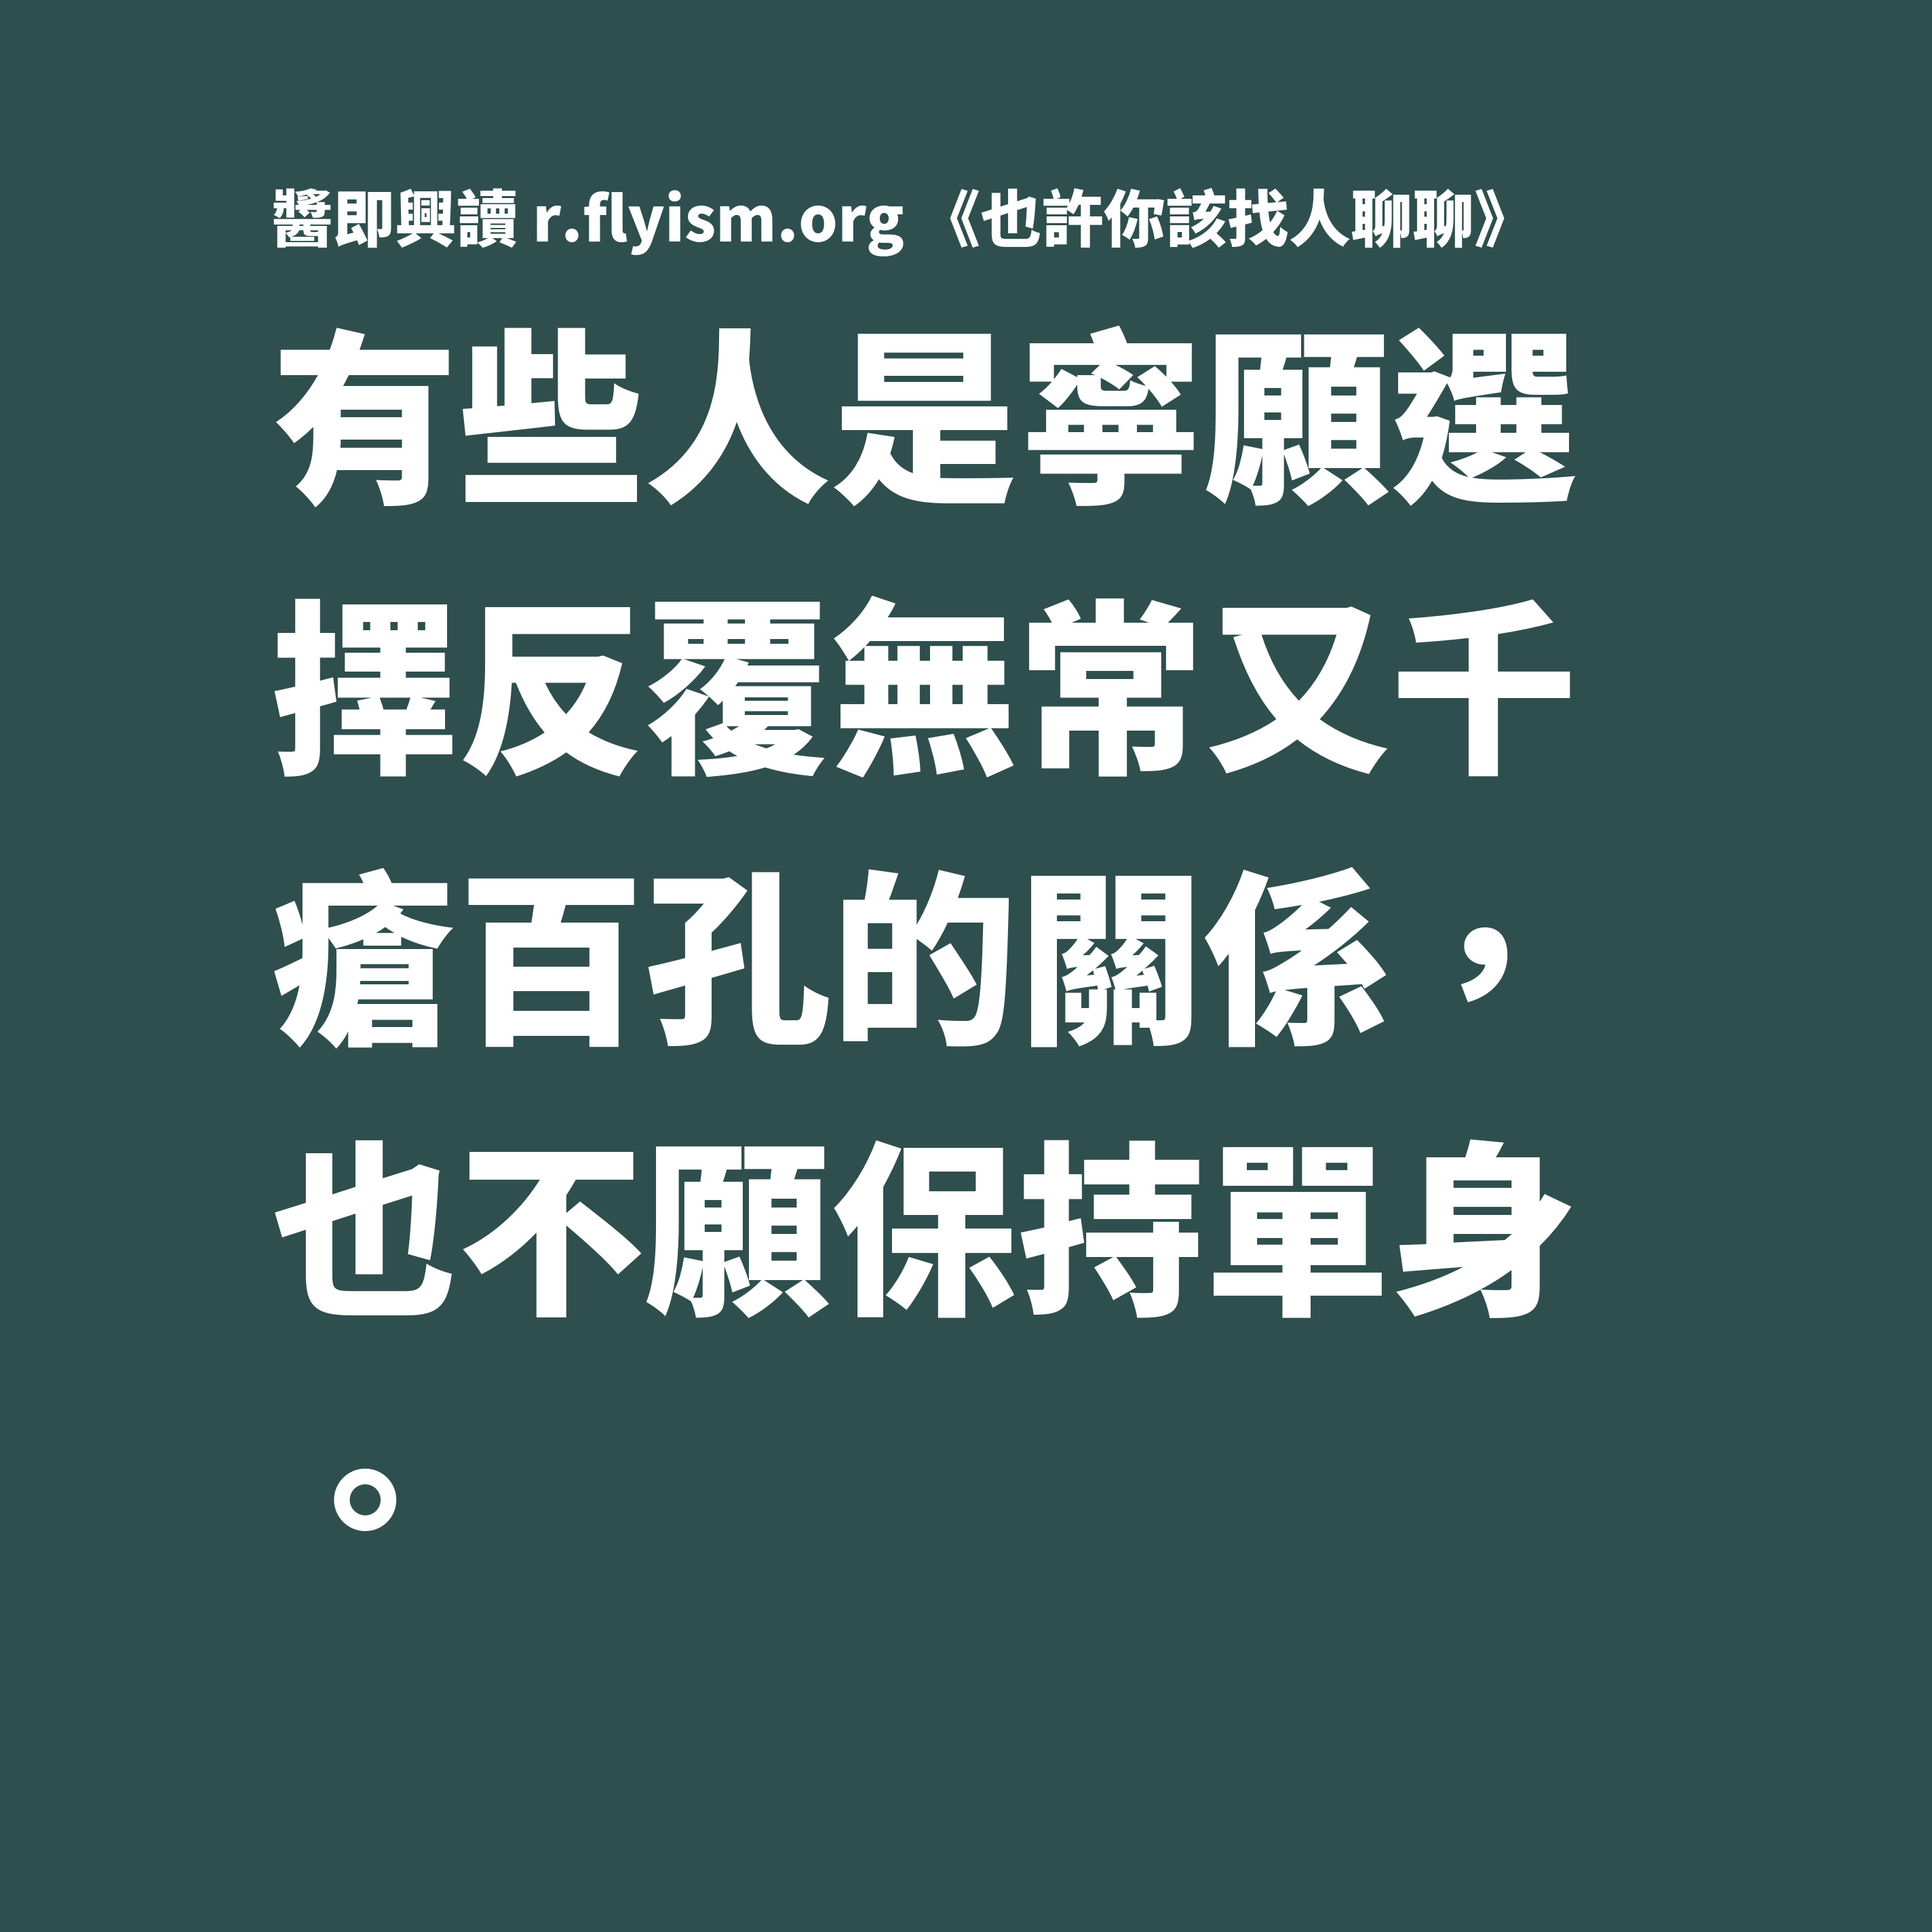 翻即閱讀 r.flyism.org 《也許你該找人聊聊》
有些人是寧願選
擇反覆無常又千
瘡百孔的關係，
也不願保持單身
。